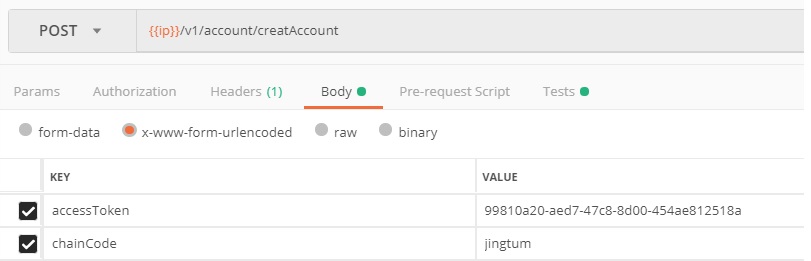 POST {{ip}}/v1/account/creatAccount
Params Authorization Headers (1) Body Pre-request Script Tests
form-data x-www-form-urlencoded raw binary
KEY VALUE
accessToken 99810a20-aed7-47c8-8d00-454ae812518a
chainCode jingtum